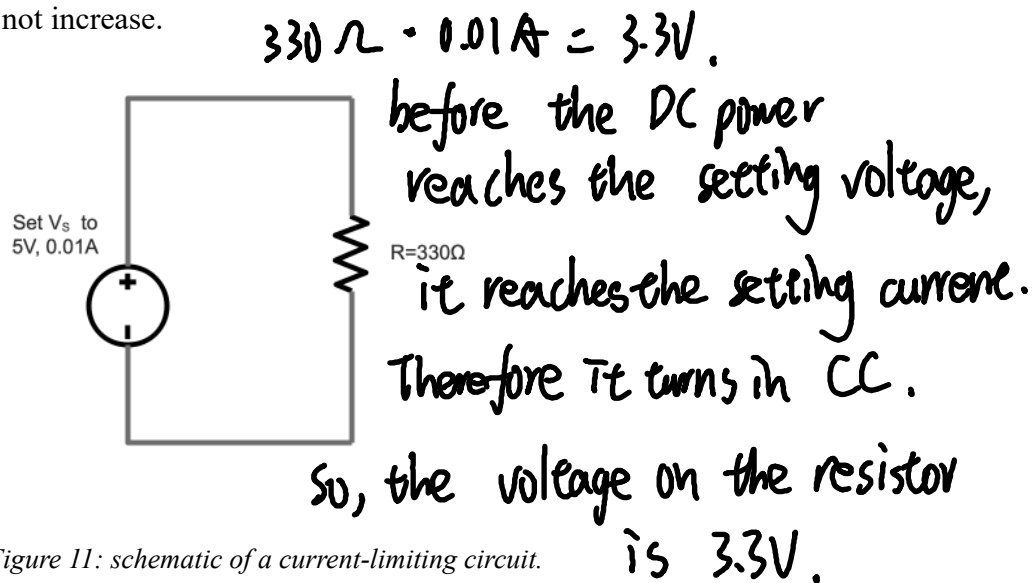 not increase.
330 Ω · 0.01A = 3.3V.
before the DC power
reaches the setting voltage,
Set Vs to
5V, 0.01A
R=330Ω
it reaches the setting current.
Therefore it turns in CC.
So, the voltage on the resistor
is 3.3V.
Figure 11: schematic of a current-limiting circuit.